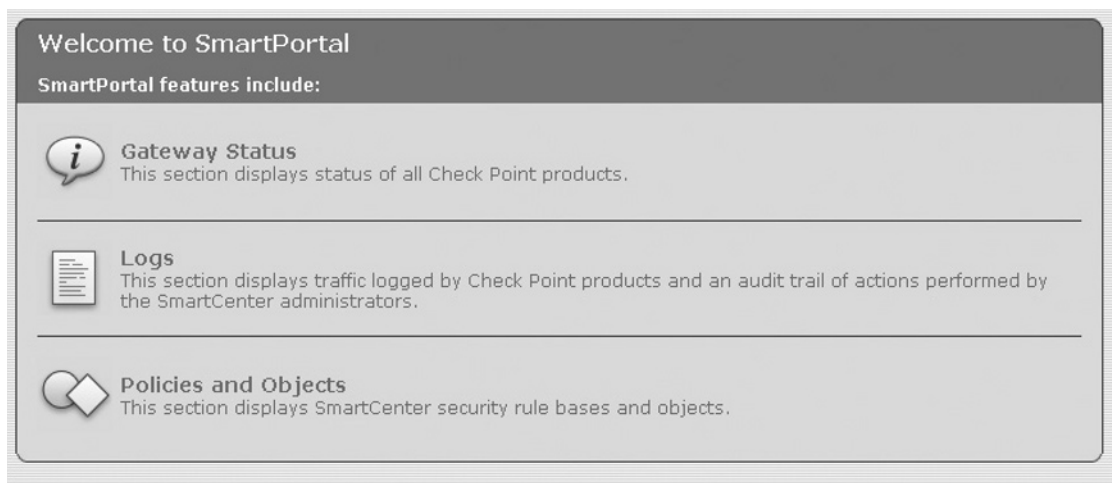 Welcome to SmartPortal
SmartPortal features include:
Gateway Status
This section displays status of all Check Point products.
Logs
This section displays traffic logged by Check Point products and an audit trail of actions performed by
the SmartCenter administrators.
Policies and Objects
This section displays SmartCenter security rule bases and objects.